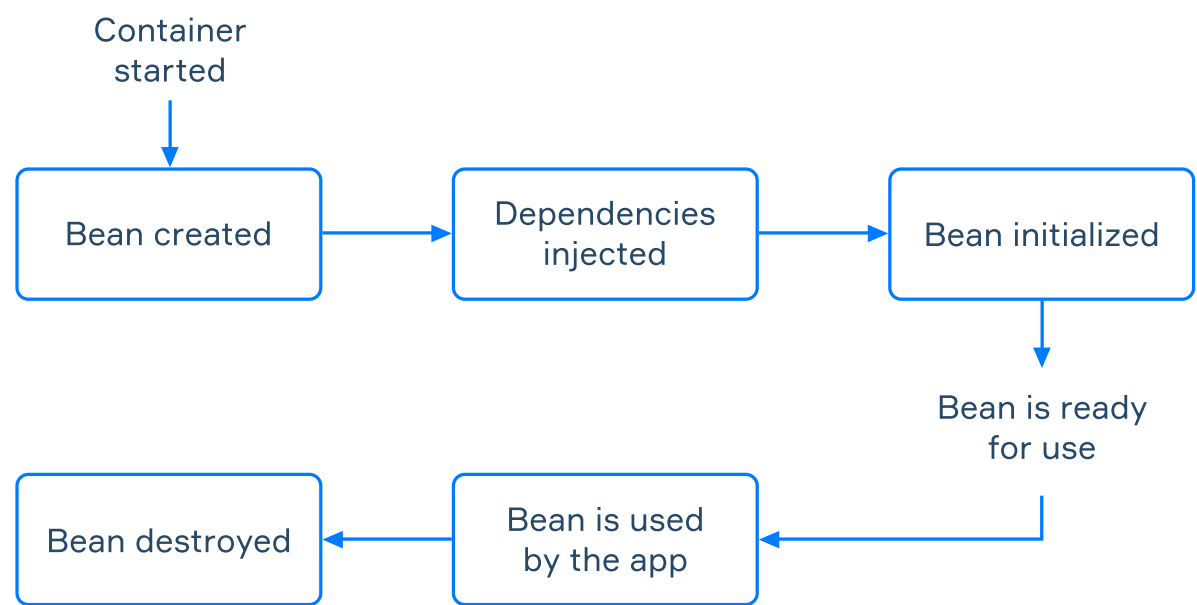 Container
started
Bean created
Dependencies
injected
Bean initialized
Bean is ready
for use
Bean is used
by the app
Bean destroyed